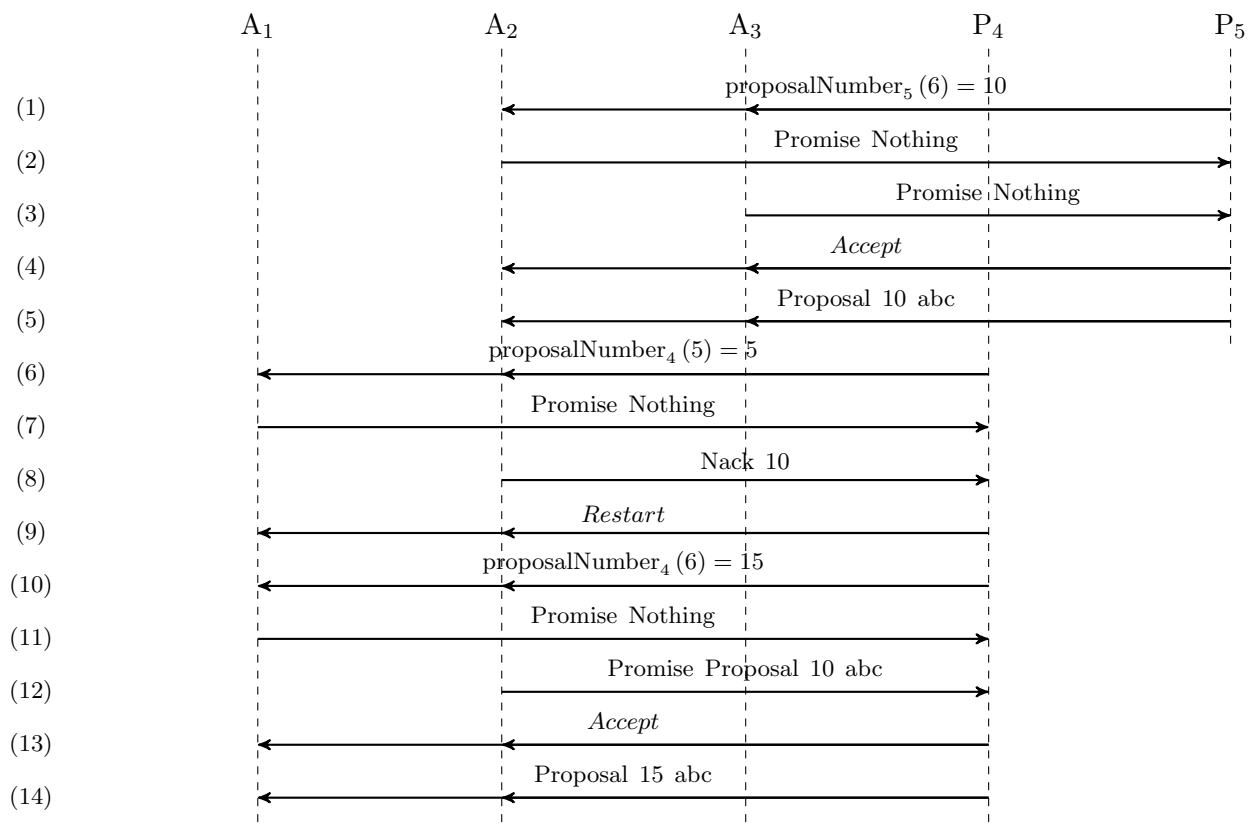 A₁ A₂ A₃ P₄ P₅
(1) proposalNumber₅ (6) = 10
(2) Promise Nothing
(3) Promise Nothing
(4) Accept
(5) Proposal 10 abc
(6) proposalNumber₄ (5) = 5
(7) Promise Nothing
(8) Nack 10
(9) Restart
(10) proposalNumber₄ (6) = 15
(11) Promise Nothing
(12) Promise Proposal 10 abc
(13) Accept
(14) Proposal 15 abc